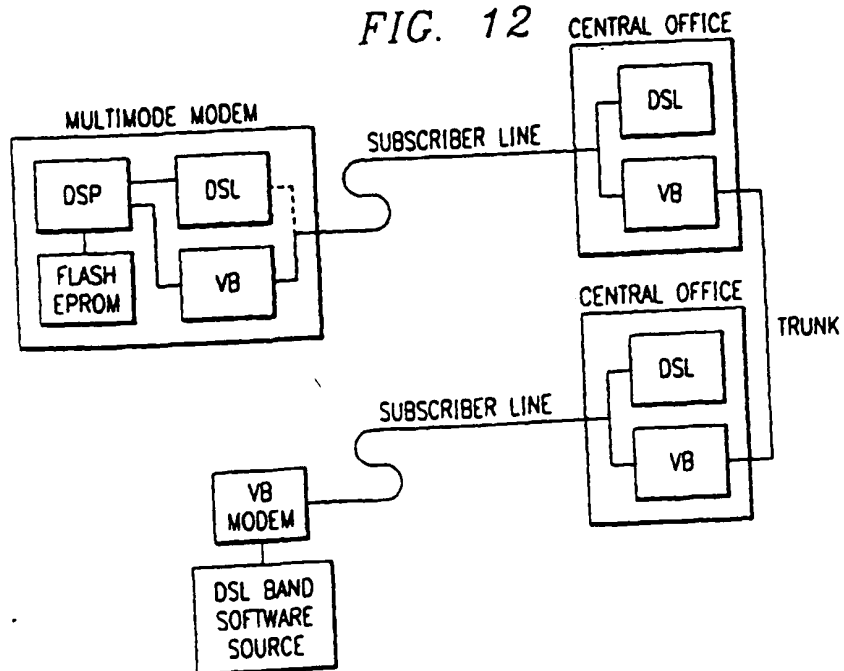 FIG. 12
CENTRAL OFFICE
DSL
VB
MULTIMODE MODEM
DSP
DSL
FLASH
EPROM
VB
SUBSCRIBER LINE
CENTRAL OFFICE
DSL
VB
TRUNK
SUBSCRIBER LINE
VB
MODEM
DSL BAND
SOFTWARE
SOURCE